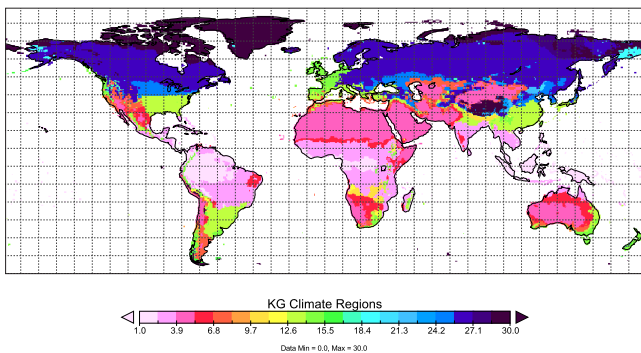 KG Climate Regions
1.0 3.9 6.8 9.7 12.6 15.5 18.4 21.3 24.2 27.1 30.0
Data Min = 0.0, Max = 30.0